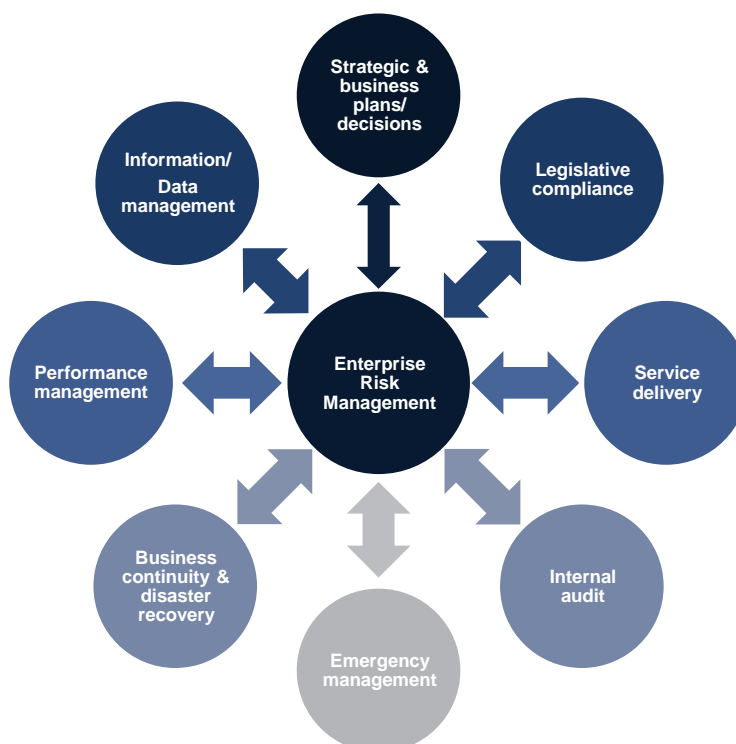 Strategic &
business
plans/
decisions
Information/
Data
management
Legislative
compliance
Performance
management
Enterprise
Risk
Management
Service
delivery
Business
continuity &
disaster
recovery
Internal
audit
Emergency
management